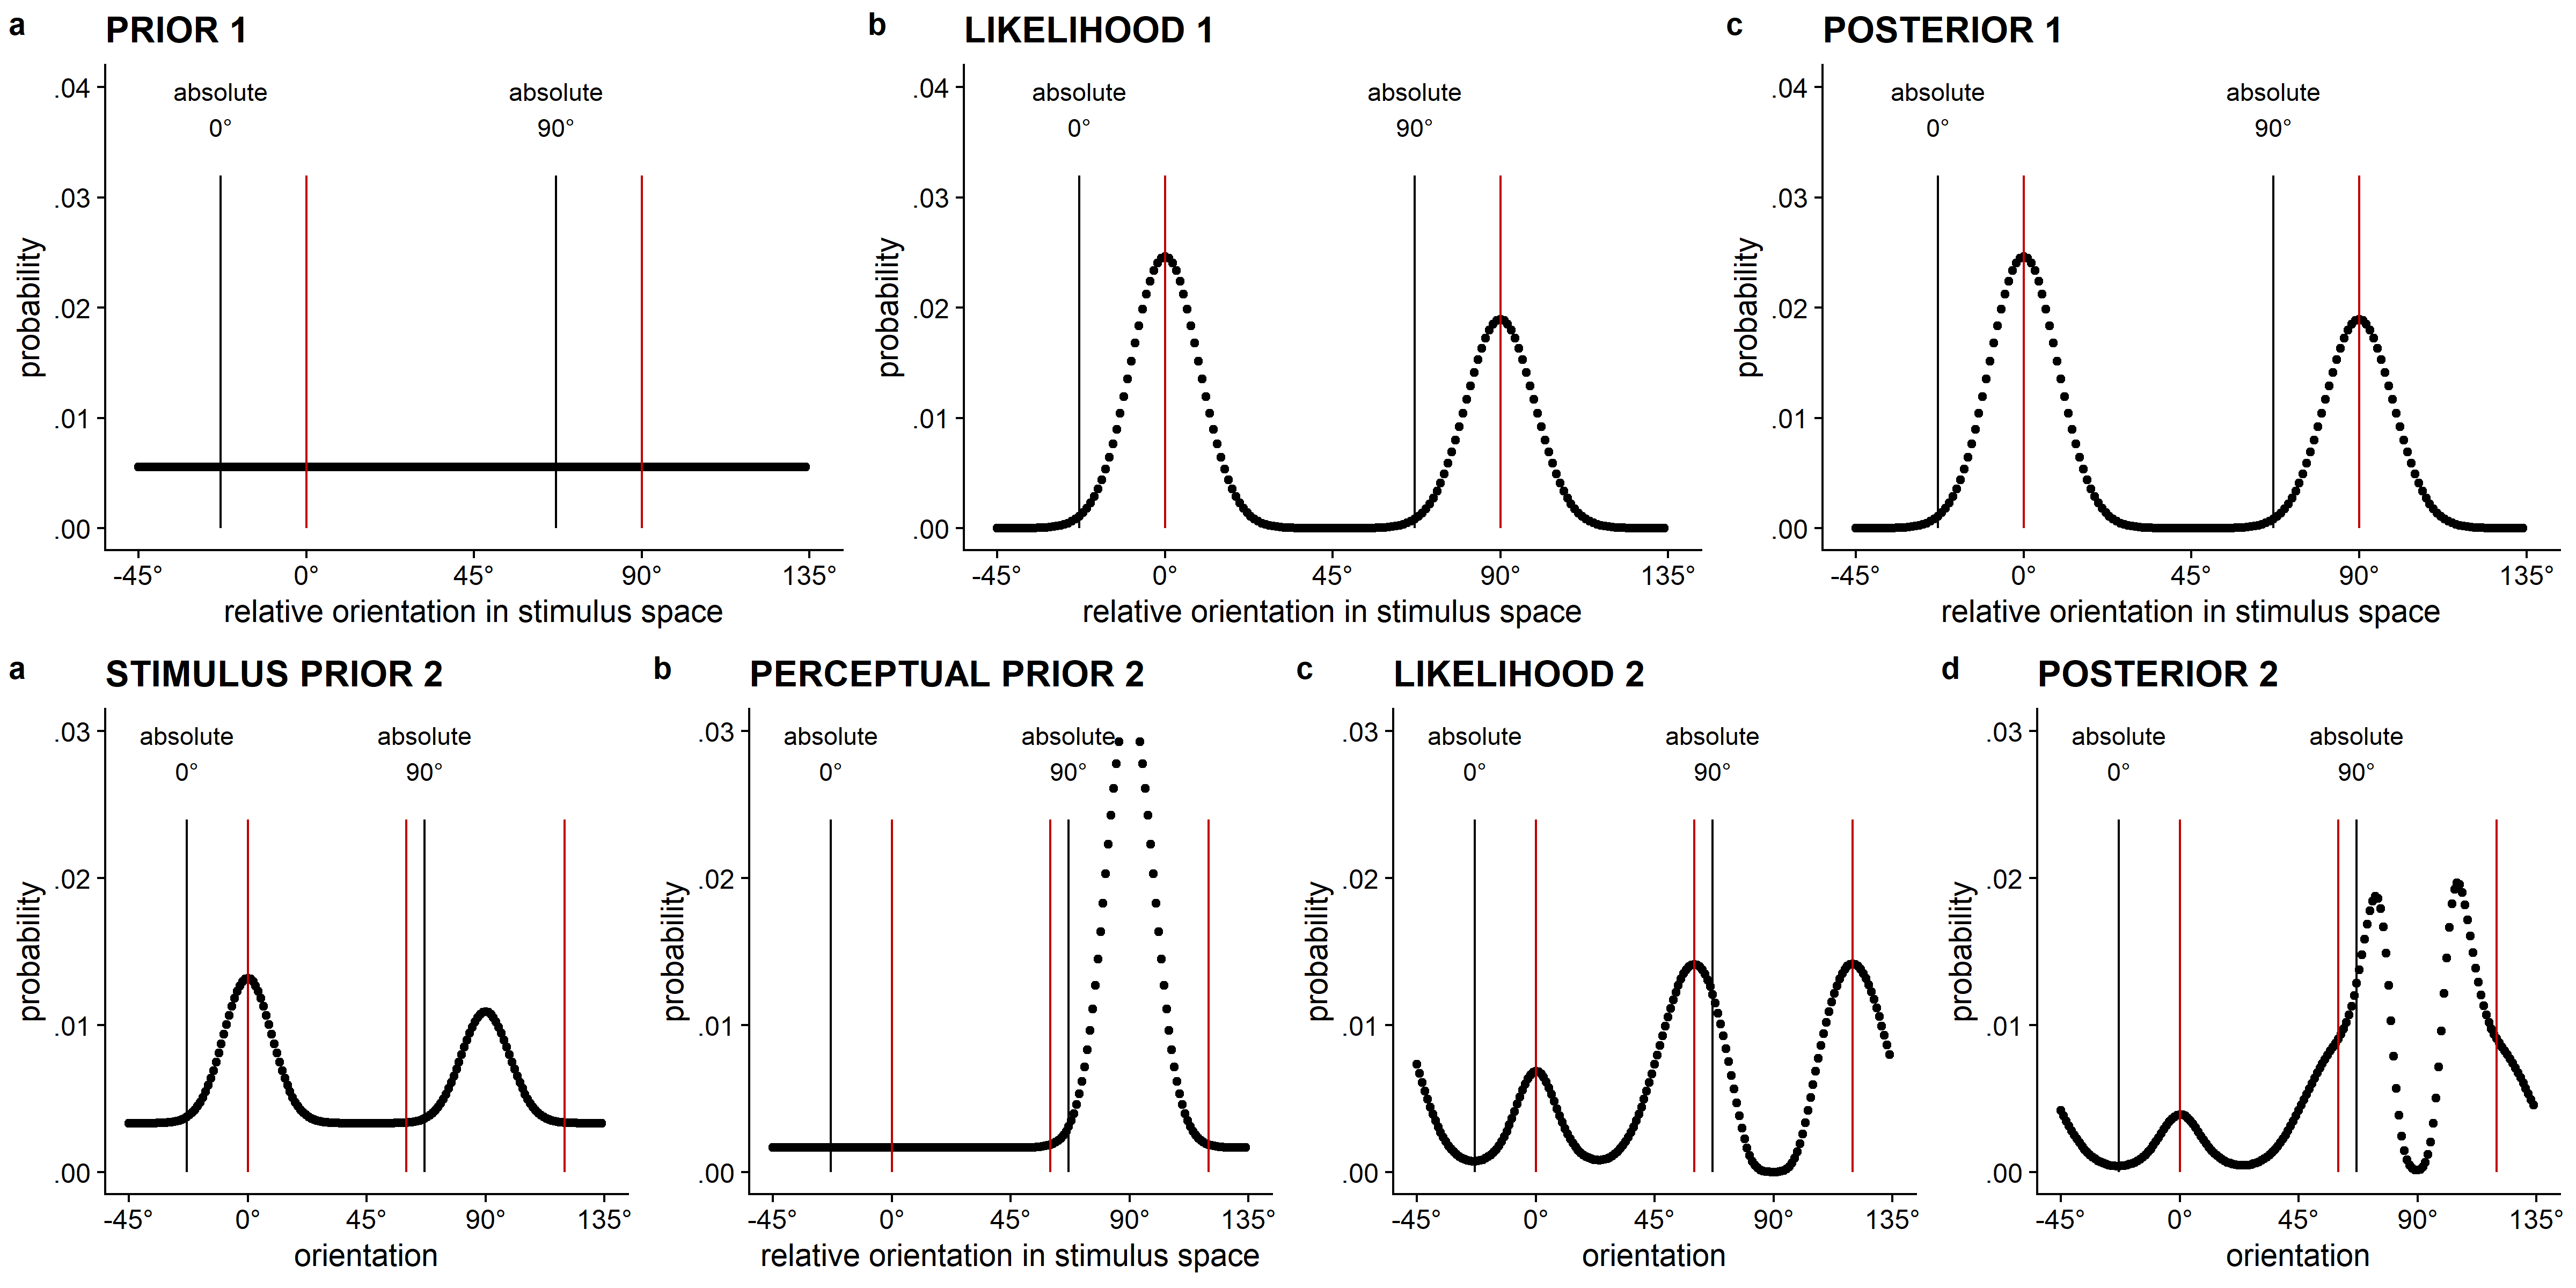 a PRIOR 1
absolute absolute
0° 90°
.04
.03
.02
.01
.00
probability
-45° 0° 45° 90° 135°
relative orientation in stimulus space
b LIKELIHOOD 1
absolute absolute
0° 90°
.04
.03
.02
.01
.00
probability
-45° 0° 45° 90° 135°
relative orientation in stimulus space
c POSTERIOR 1
absolute absolute
0° 90°
.04
.03
.02
.01
.00
probability
-45° 0° 45° 90° 135°
relative orientation in stimulus space
a STIMULUS PRIOR 2
absolute absolute
0° 90°
.03
.02
.01
.00
probability
-45° 0° 45° 90° 135°
orientation
b PERCEPTUAL PRIOR 2
absolute absolute
0° 90°
.03
.02
.01
.00
probability
-45° 0° 45° 90° 135°
relative orientation in stimulus space
c LIKELIHOOD 2
absolute absolute
0° 90°
.03
.02
.01
.00
probability
-45° 0° 45° 90° 135°
orientation
d POSTERIOR 2
absolute absolute
0° 90°
.03
.02
.01
.00
probability
-45° 0° 45° 90° 135°
orientation